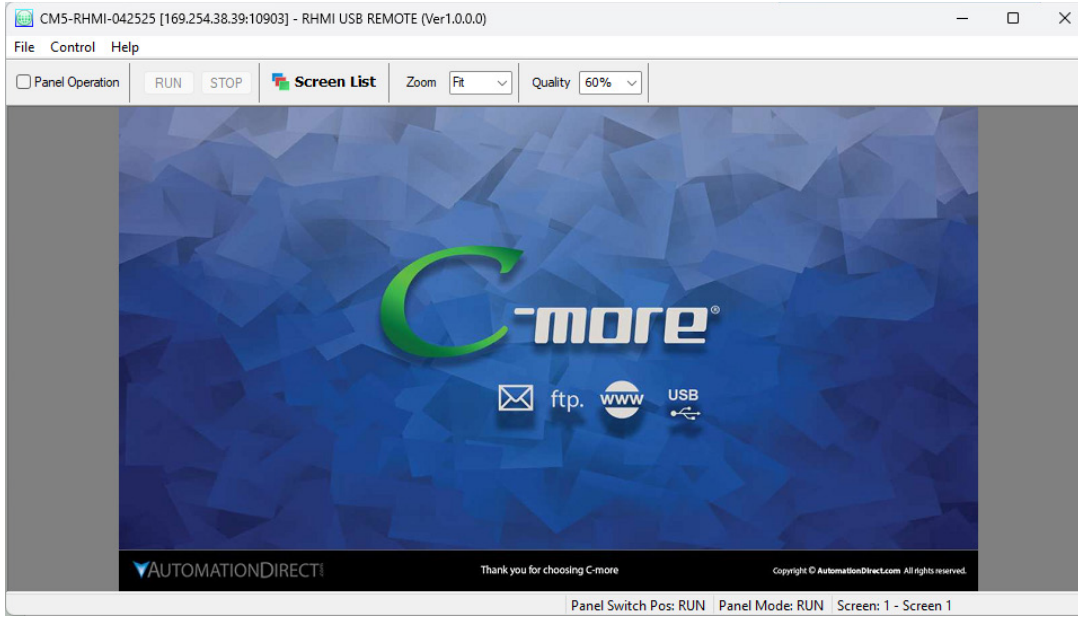 CM5-RHMI-042525 [169.254.38.39:10903] - RHMI USB REMOTE (Ver1.0.0.0)
File Control Help
Panel Operation RUN STOP Screen List Zoom Fit Quality 60%
C-more®
ftp. www USB
AUTOMATIONDIRECT Thank you for choosing C-more Copyright © AutomationDirect.com All rights reserved.
Panel Switch Pos: RUN Panel Mode: RUN Screen: 1 - Screen 1